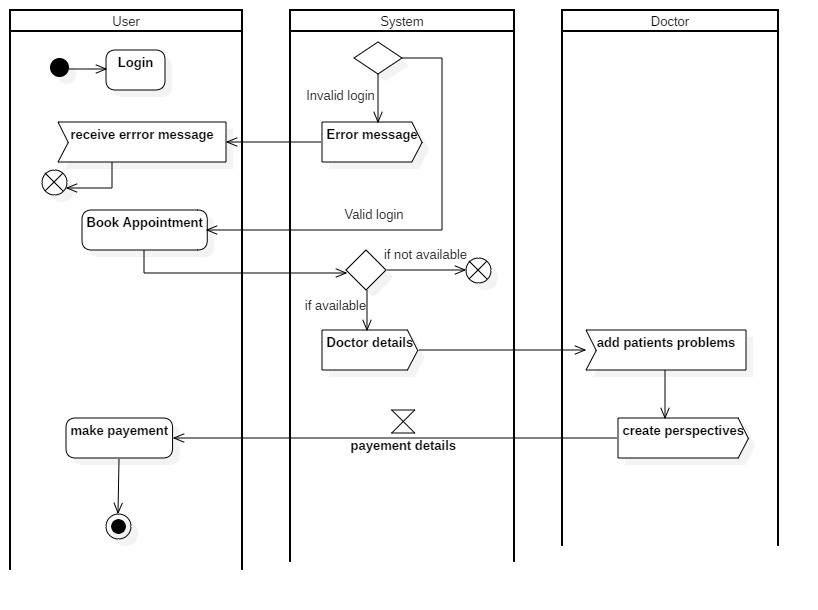 User
System
Doctor
Login
Invalid login
receive errror message
Error message
Valid login
Book Appointment
if not available
if available
Doctor details
add patients problems
make payement
create perspectives
payement details